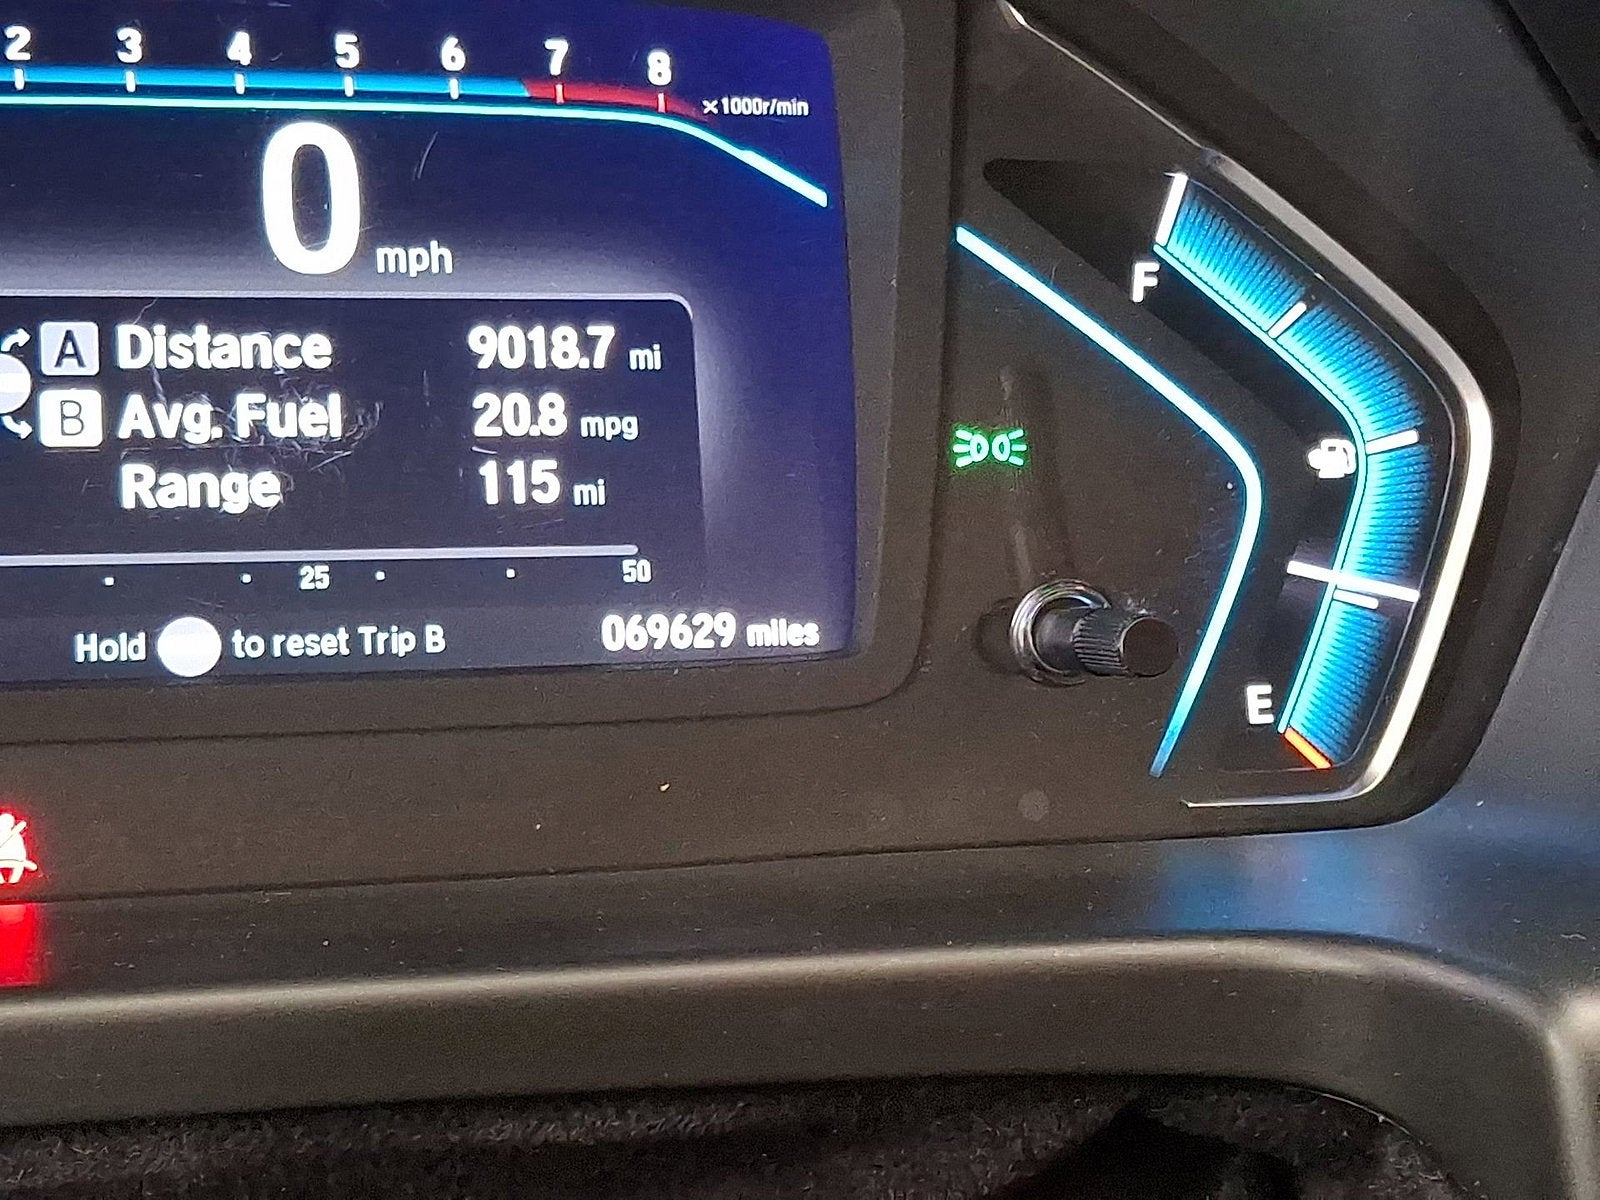 2 3 4 5 6 7 8
x1000r/min
0 mph
A Distance 9018.7 mi
B Avg. Fuel 20.8 mpg
Range 115 mi
25 50
Hold to reset Trip B 069629 miles
F
E